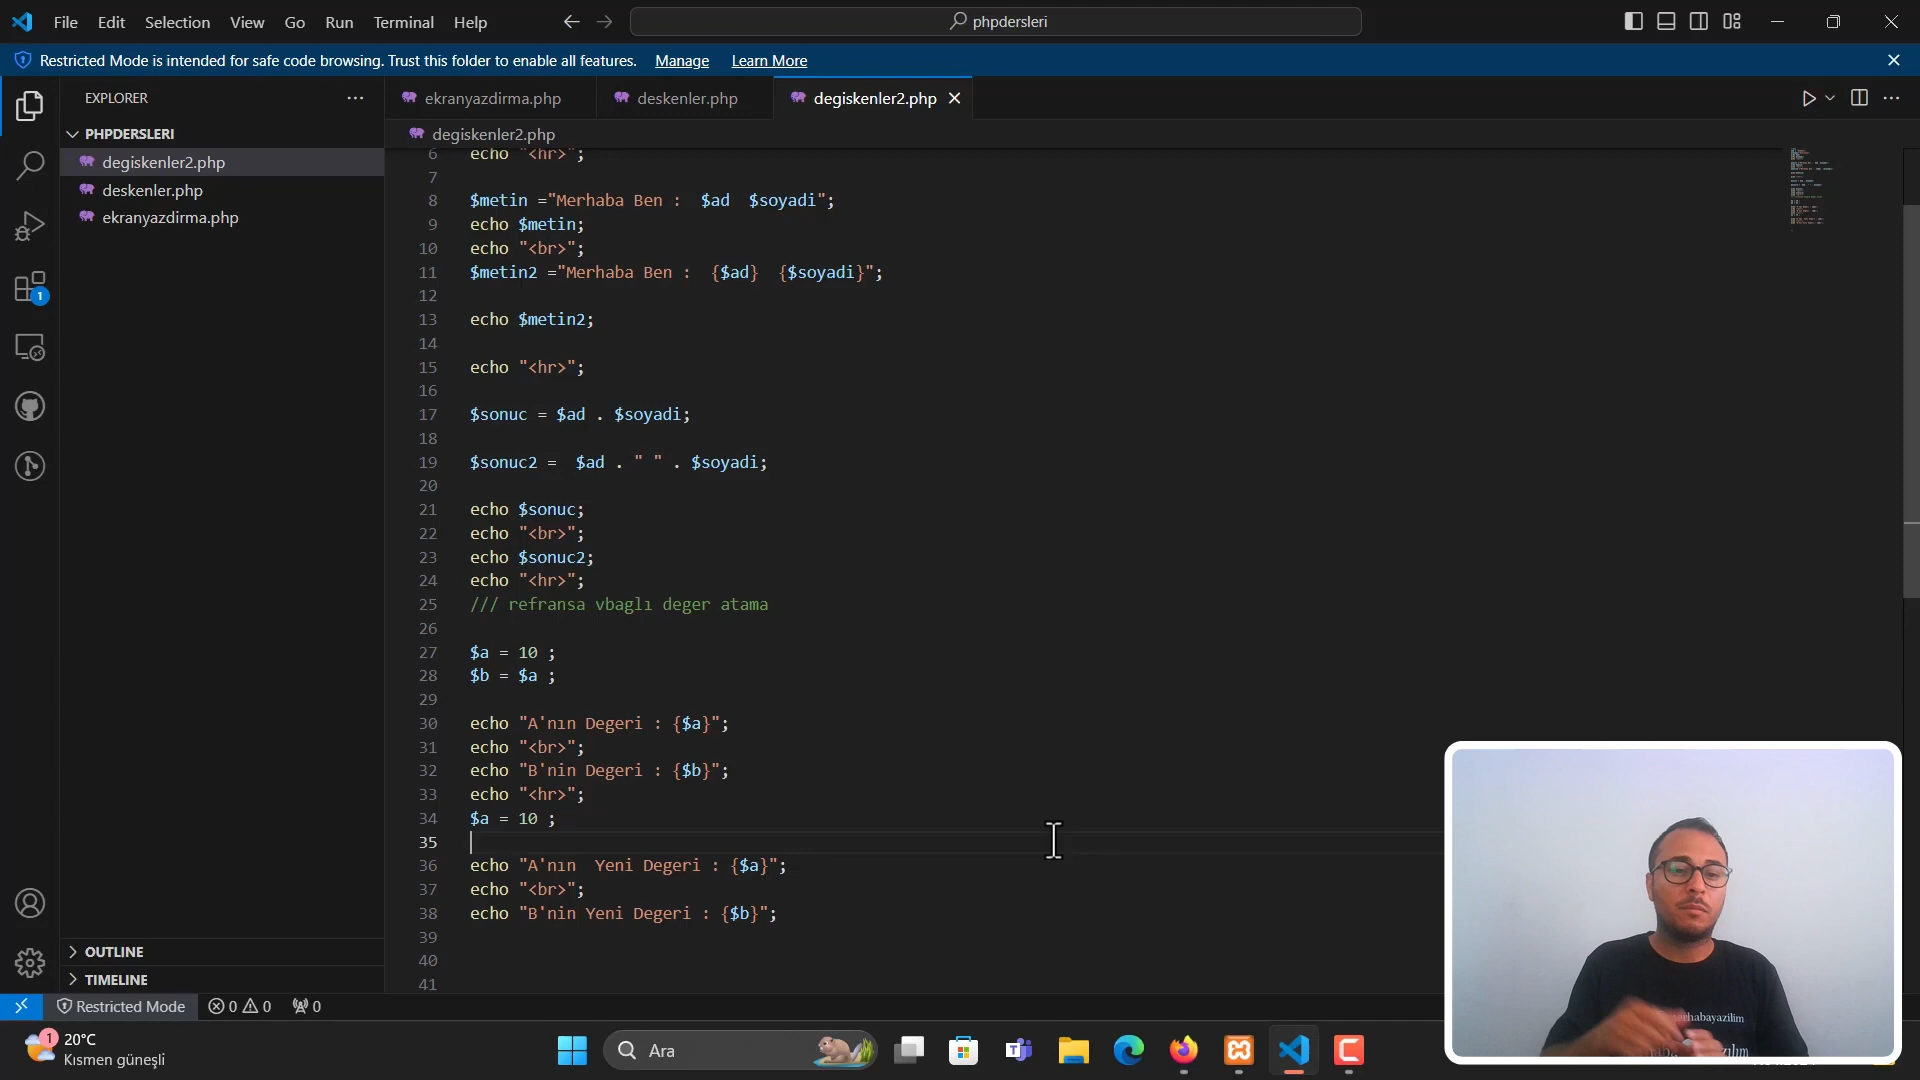 File Edit Selection View Go Run Terminal Help
phpdersleri
Restricted Mode is intended for safe code browsing. Trust this folder to enable all features. Manage Learn More
EXPLORER
PHPDERSLERI
degiskenler2.php
deskenler.php
ekranyazdirma.php
OUTLINE
TIMELINE
ekranyazdirma.php deskenler.php degiskenler2.php
degiskenler2.php
6 echo "<hr>";
7
8 $metin ="Merhaba Ben :  $ad  $soyadi";
9 echo $metin;
10 echo "<br>";
11 $metin2 ="Merhaba Ben :  {$ad}  {$soyadi}";
12
13 echo $metin2;
14
15 echo "<hr>";
16
17 $sonuc = $ad . $soyadi;
18
19 $sonuc2 =  $ad . " " . $soyadi;
20
21 echo $sonuc;
22 echo "<br>";
23 echo $sonuc2;
24 echo "<hr>";
25 /// refransa vbaglı deger atama
26
27 $a = 10 ;
28 $b = $a ;
29
30 echo "A'nın Degeri : {$a}";
31 echo "<br>";
32 echo "B'nin Degeri : {$b}";
33 echo "<hr>";
34 $a = 10 ;
35
36 echo "A'nın  Yeni Degeri : {$a}";
37 echo "<br>";
38 echo "B'nin Yeni Degeri : {$b}";
39
40
41
1
Restricted Mode 0 0 0
1
20°C
Kısmen güneşli
Ara